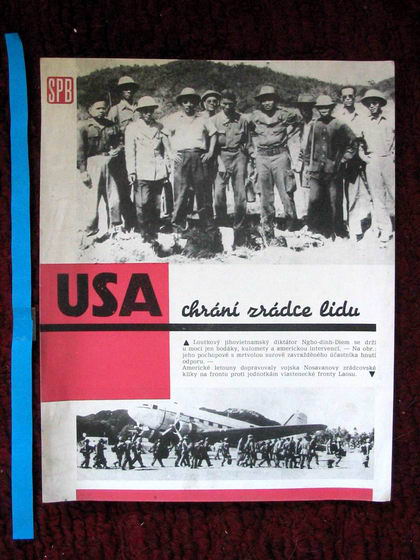 SPB
USA chrání zrádce lidu
▲ Loutkový jihovietnamský diktátor Ngho-dinh-Diem se drží
u moci jen bodáky, kulomety a americkou intervencí. — Na obr.:
jeho pochopové s mrtvolou surově zavražděného účastníka hnutí
odporu. —
Americké letouny dopravovaly vojska Nosavanovy zrádcovské
kliky na frontu proti jednotkám vlastenecké fronty Laosu. ▼